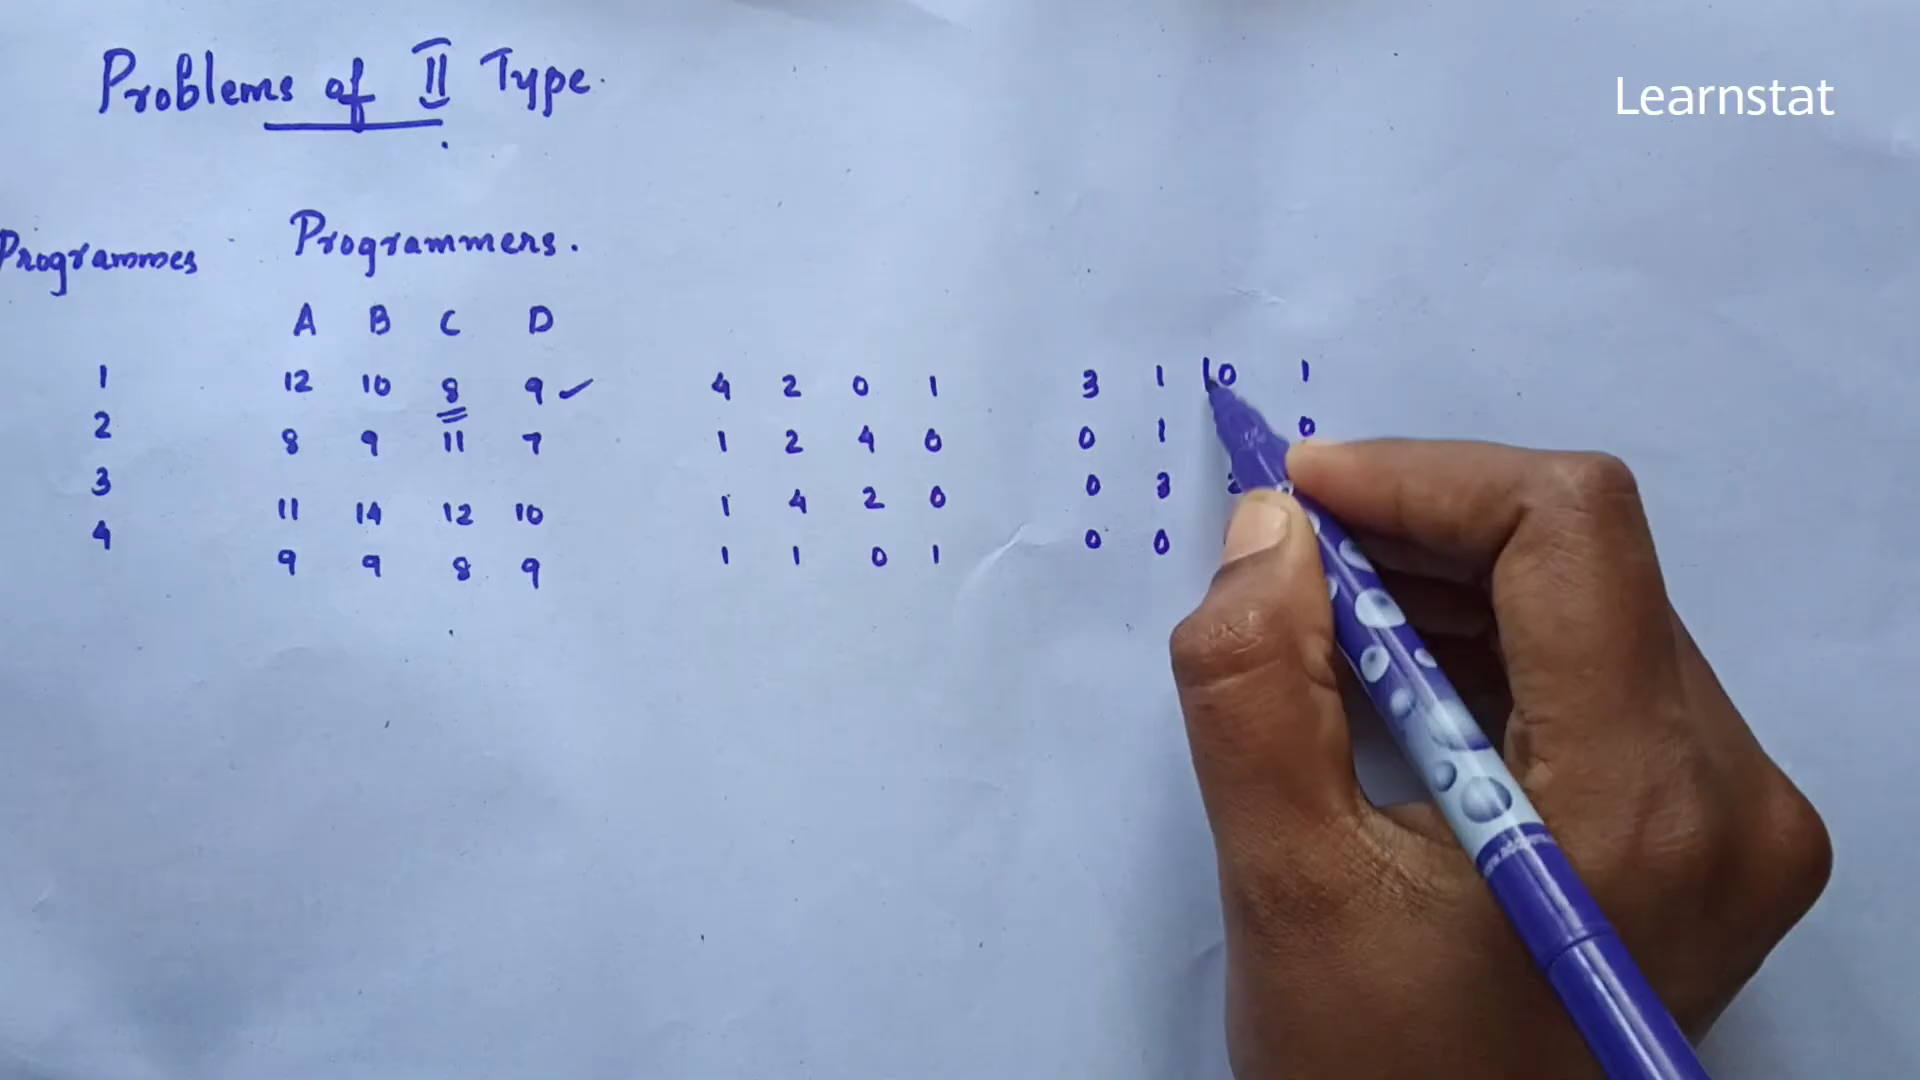 Problems of II Type.
Learnstat
Programmes Programmers.
A B C D
1 12 10 8 9 ✓ 4 2 0 1 3 1 0 1
2 8 9 11 7 1 2 4 0 0 1 0
3 11 14 12 10 1 4 2 0 0 3
4 9 9 8 9 1 1 0 1 0 0